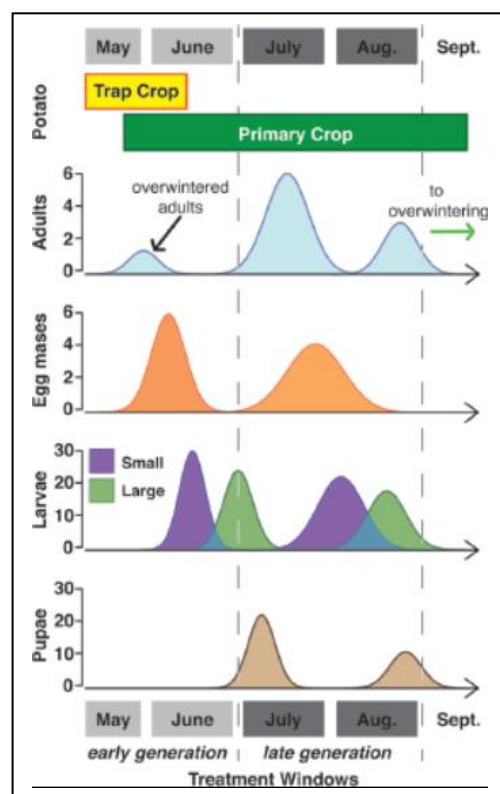 May June July Aug. Sept.
Potato
Trap Crop
Primary Crop
Adults
6
4
2
0
overwintered
adults
to
overwintering
Egg mases
6
4
2
0
Larvae
30
20
10
0
Small
Large
Pupae
30
20
10
0
May June July Aug. Sept.
early generation late generation
Treatment Windows